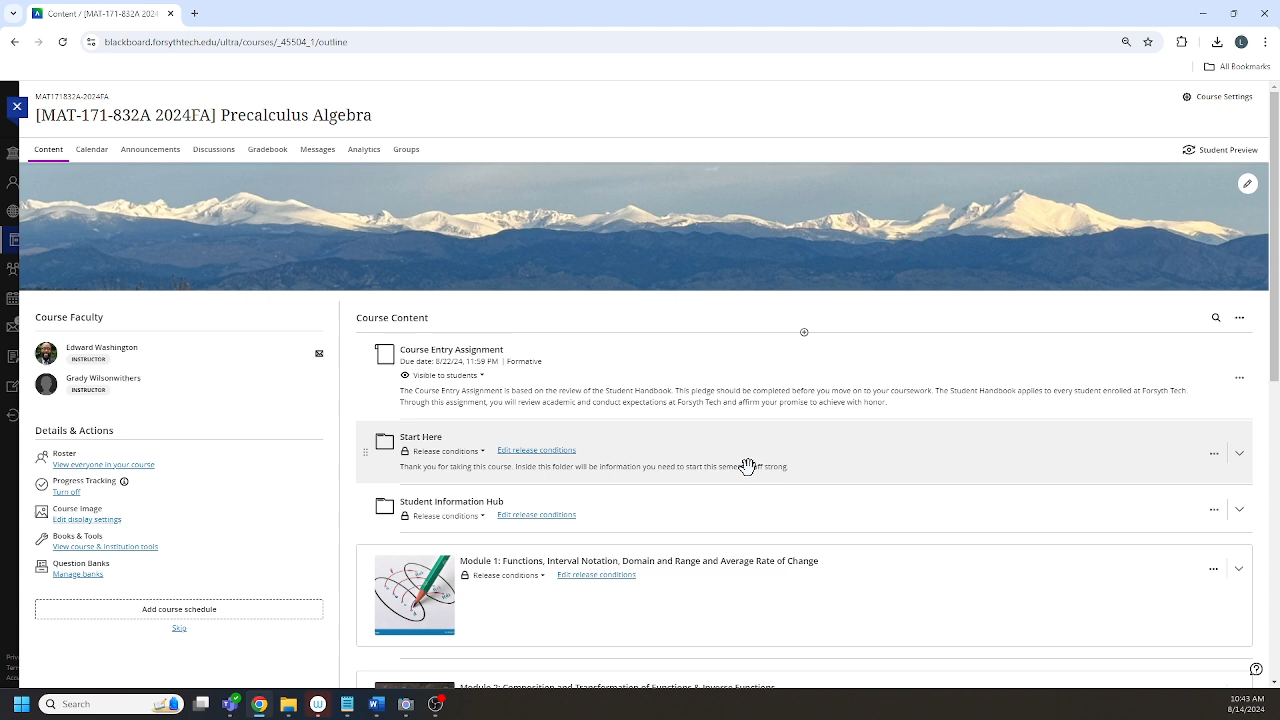 Content / [MAT-171-832A 2024
blackboard.forsythtech.edu/ultra/courses/_45504_1/outline
L
All Bookmarks
MAT171832A-2024FA
Course Settings
[MAT-171-832A 2024FA] Precalculus Algebra
Content
Calendar
Announcements
Discussions
Gradebook
Messages
Analytics
Groups
Student Preview
Course Faculty
Edward Washington
INSTRUCTOR
Grady Wilsonwithers
INSTRUCTOR
Details & Actions
Roster
View everyone in your course
Progress Tracking
Turn off
Course Image
Edit display settings
Books & Tools
View course & institution tools
Question Banks
Manage banks
Add course schedule
Skip
Course Content
Course Entry Assignment
Due date: 8/22/24, 11:59 PM | Formative
Visible to students
The Course Entry Assignment is based on the review of the Student Handbook. This pledge should be completed before you move on to your coursework. The Student Handbook applies to every student enrolled at Forsyth Tech.
Through this assignment, you will review academic and conduct expectations at Forsyth Tech and affirm your promise to achieve with honor.
Start Here
Release conditions
Edit release conditions
Thank you for taking this course. Inside this folder will be information you need to start this off strong.
Student Information Hub
Release conditions
Edit release conditions
Module 1: Functions, Interval Notation, Domain and Range and Average Rate of Change
Release conditions
Edit release conditions
Module 2: Composition and Transformation of Functions & Inverse Functions
Search
10:43 AM
8/14/2024